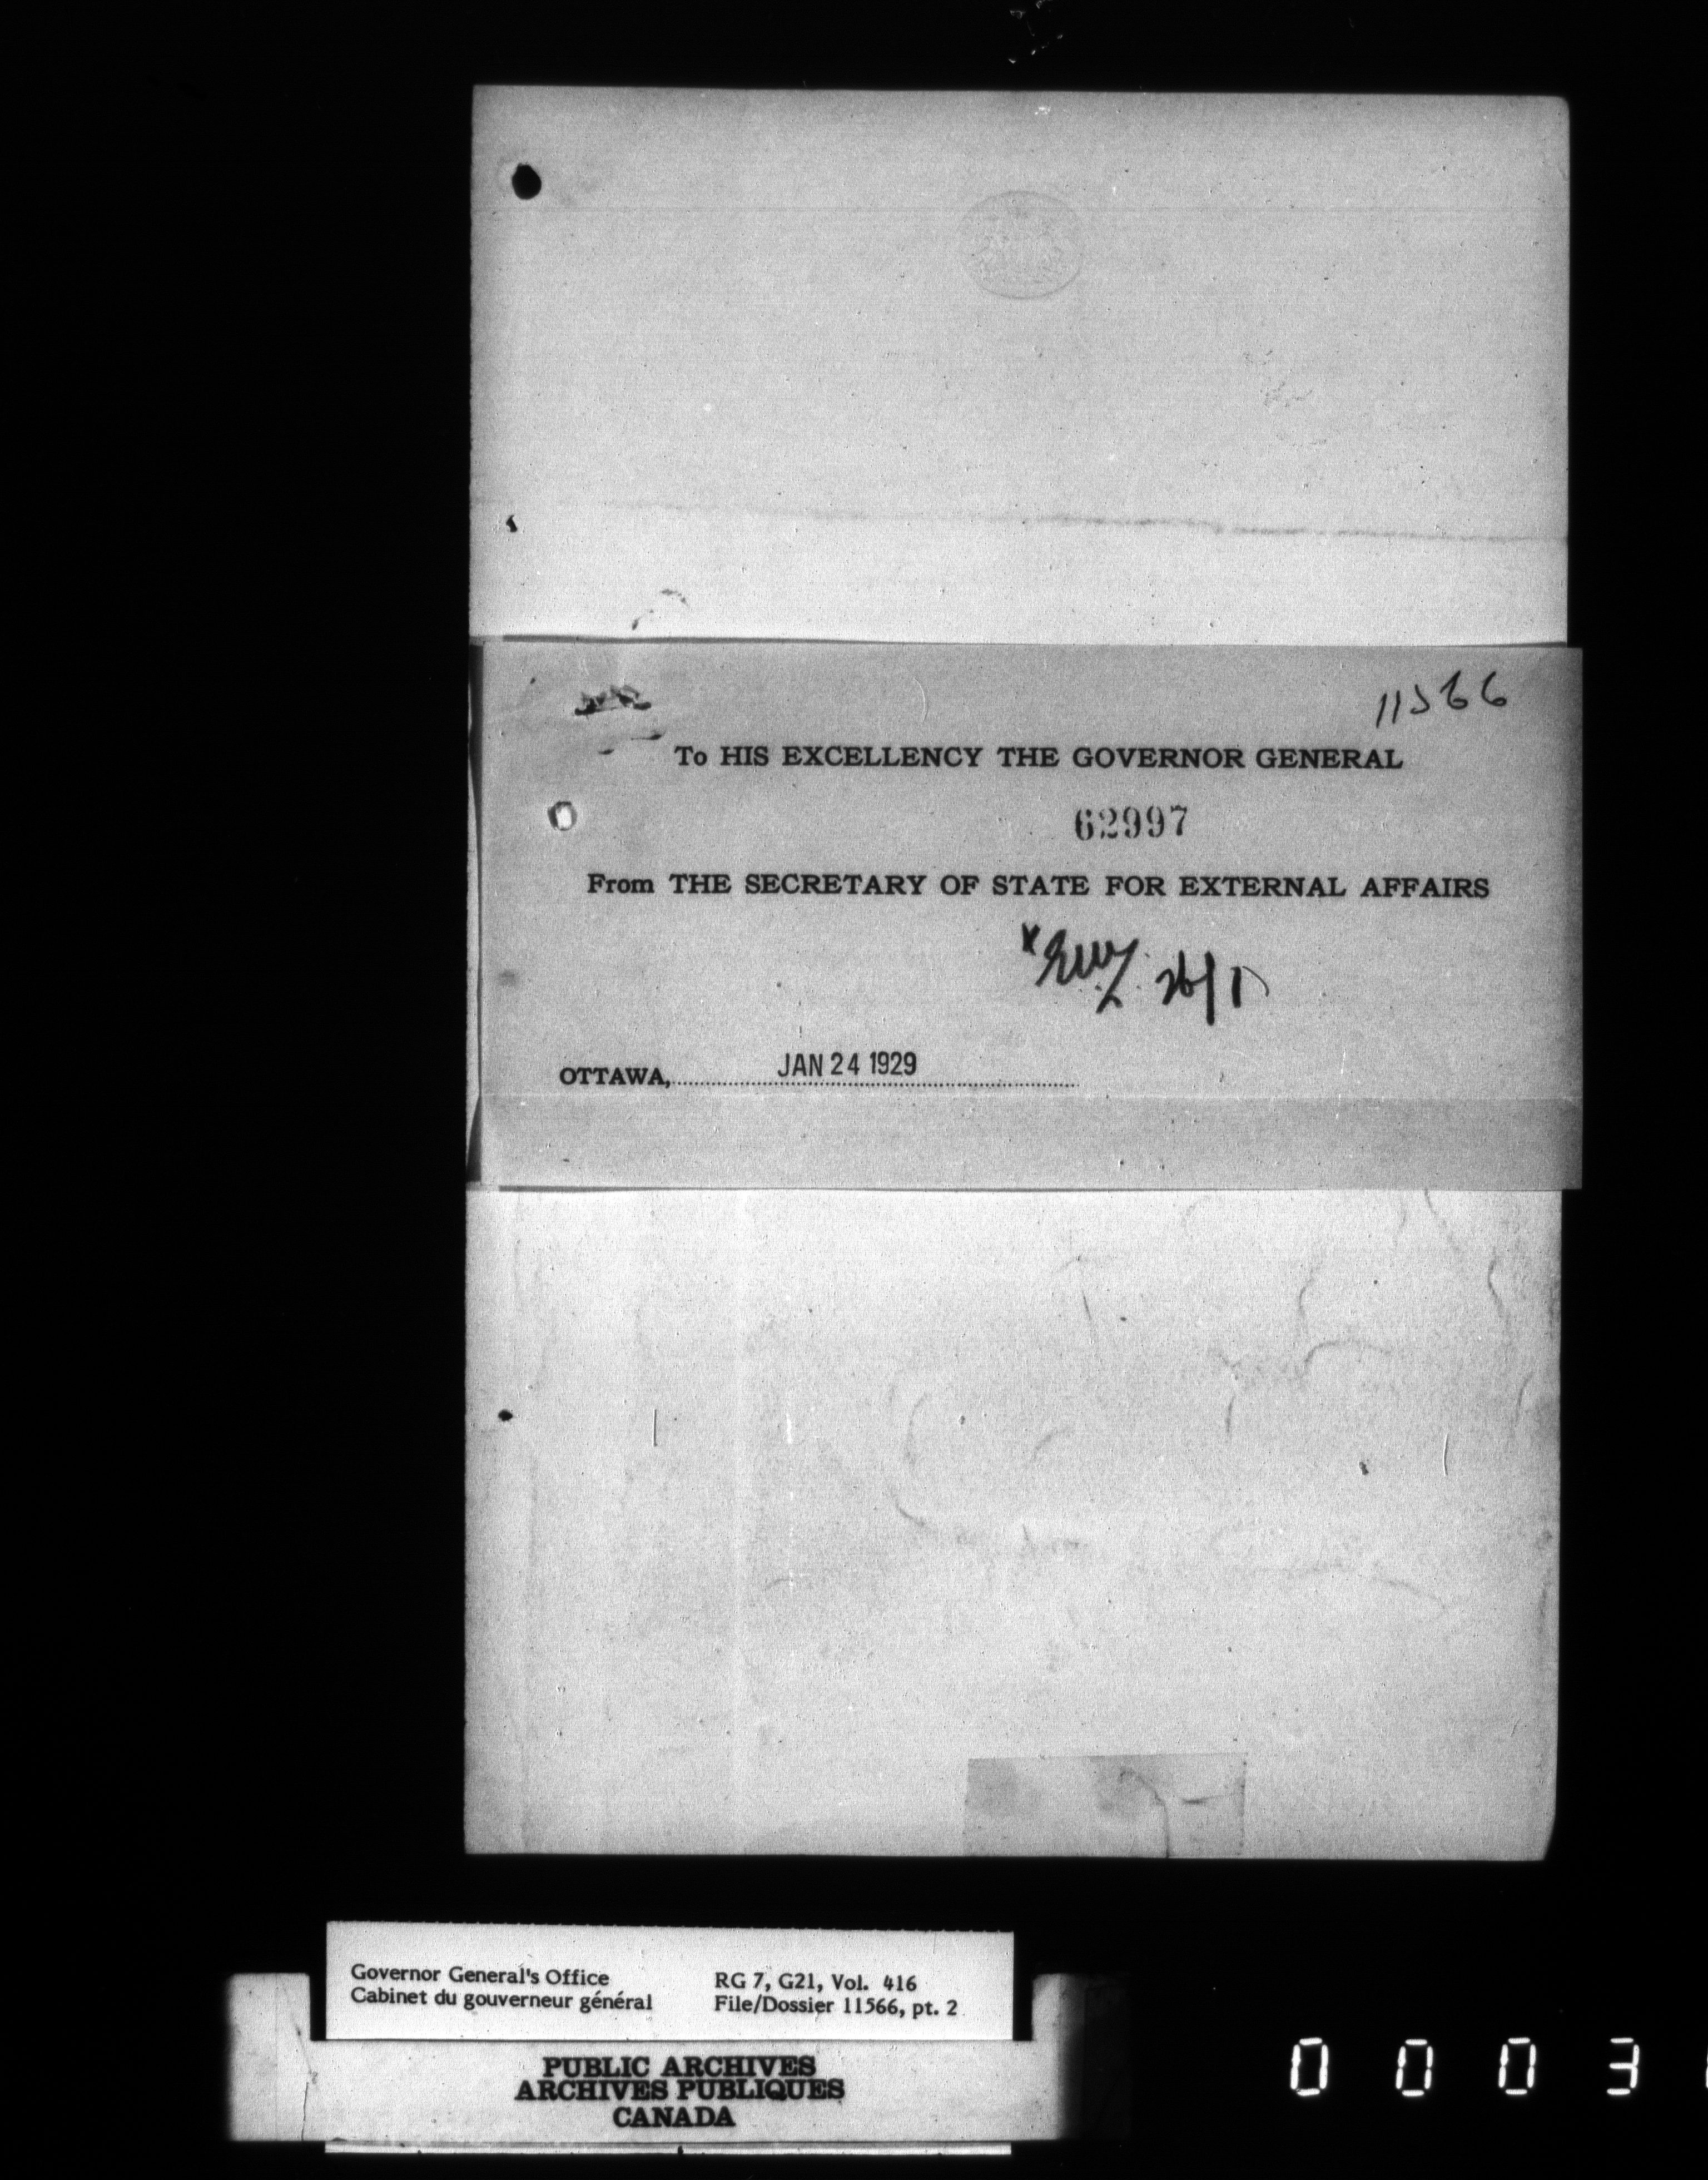 11566
To HIS EXCELLENCY THE GOVERNOR GENERAL
62997
From THE SECRETARY OF STATE FOR EXTERNAL AFFAIRS
26/1
OTTAWA, JAN 24 1929
Governor General's Office RG 7, G21, Vol. 416
Cabinet du gouverneur général File/Dossier 11566, pt. 2
PUBLIC ARCHIVES
ARCHIVES PUBLIQUES
CANADA
0 0 0 3